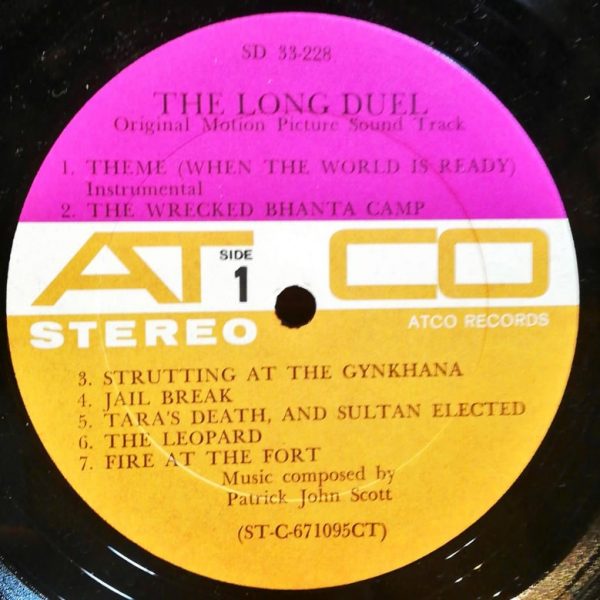 SD 33-228
THE LONG DUEL
Original Motion Picture Sound Track
1. THEME (WHEN THE WORLD IS READY)
Instrumental
2. THE WRECKED BHANTA CAMP
ATCO
SIDE
1
STEREO
ATCO RECORDS
3. STRUTTING AT THE GYNKHANA
4. JAIL BREAK
5. TARA'S DEATH, AND SULTAN ELECTED
6. THE LEOPARD
7. FIRE AT THE FORT
Music composed by
Patrick John Scott
(ST-C-671095CT)